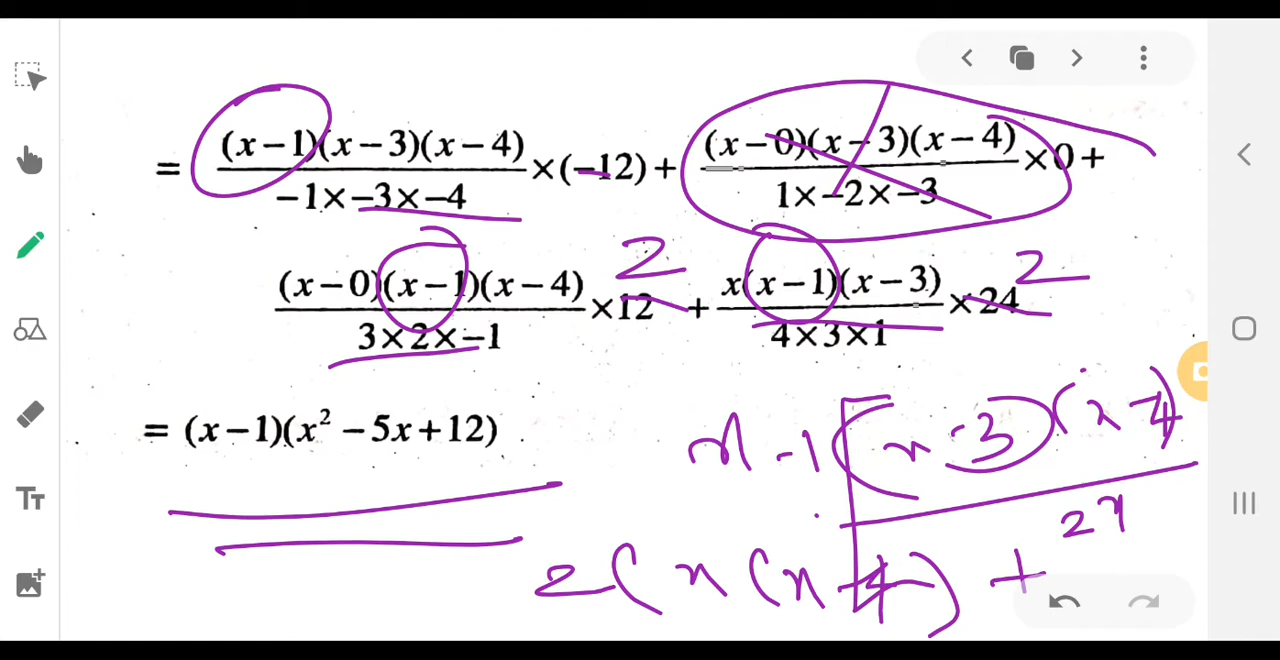 = (x−1)(x−3)(x−4) / −1×−3×−4 ×(−12)+ (x−0)(x−3)(x−4) / 1×−2×−3 ×0+
2 2
(x−0)(x−1)(x−4) / 3×2×−1 ×12 + x(x−1)(x−3) / 4×3×1 ×24
= (x−1)(x² −5x+12)
x -1 [(x-3)(x-4)
2x
2(x(x-4) +
Tт